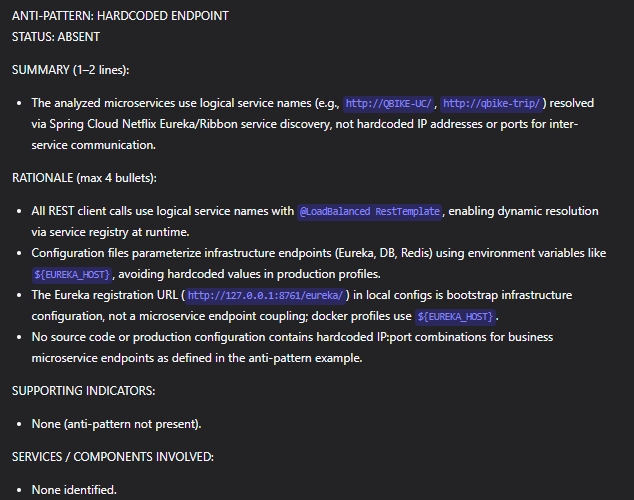 ANTI-PATTERN: HARDCODED ENDPOINT
STATUS: ABSENT
SUMMARY (1–2 lines):
• The analyzed microservices use logical service names (e.g., http://QBIKE-UC/, http://qbike-trip/) resolved
via Spring Cloud Netflix Eureka/Ribbon service discovery, not hardcoded IP addresses or ports for inter-
service communication.
RATIONALE (max 4 bullets):
• All REST client calls use logical service names with @LoadBalanced RestTemplate, enabling dynamic resolution
via service registry at runtime.
• Configuration files parameterize infrastructure endpoints (Eureka, DB, Redis) using environment variables like
${EUREKA_HOST}, avoiding hardcoded values in production profiles.
• The Eureka registration URL (http://127.0.0.1:8761/eureka/) in local configs is bootstrap infrastructure
configuration, not a microservice endpoint coupling; docker profiles use ${EUREKA_HOST}.
• No source code or production configuration contains hardcoded IP:port combinations for business
microservice endpoints as defined in the anti-pattern example.
SUPPORTING INDICATORS:
• None (anti-pattern not present).
SERVICES / COMPONENTS INVOLVED:
• None identified.